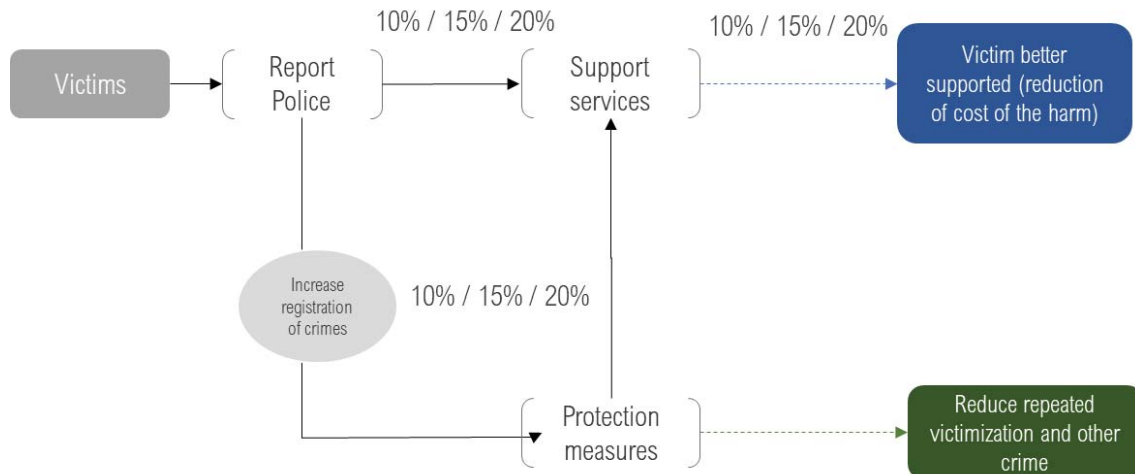 10% / 15% / 20%
10% / 15% / 20%
Victims
Report
Police
Support
services
Victim better
supported (reduction
of cost of the harm)
Increase
registration
of crimes
10% / 15% / 20%
Protection
measures
Reduce repeated
victimization and other
crime